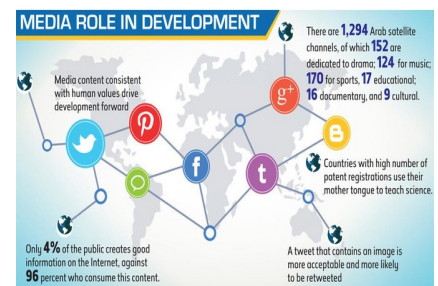 MEDIA ROLE IN DEVELOPMENT
There are 1,294 Arab satellite
channels, of which 152 are
dedicated to drama; 124 for music;
170 for sports, 17 educational;
16 documentary, and 9 cultural.
Media content consistent
with human values drive
development forward
g+
f
t
Countries with high number of
patent registrations use their
mother tongue to teach science.
Only 4% of the public creates good
information on the Internet, against
96 percent who consume this content.
A tweet that contains an image is
more acceptable and more likely
to be retweeted